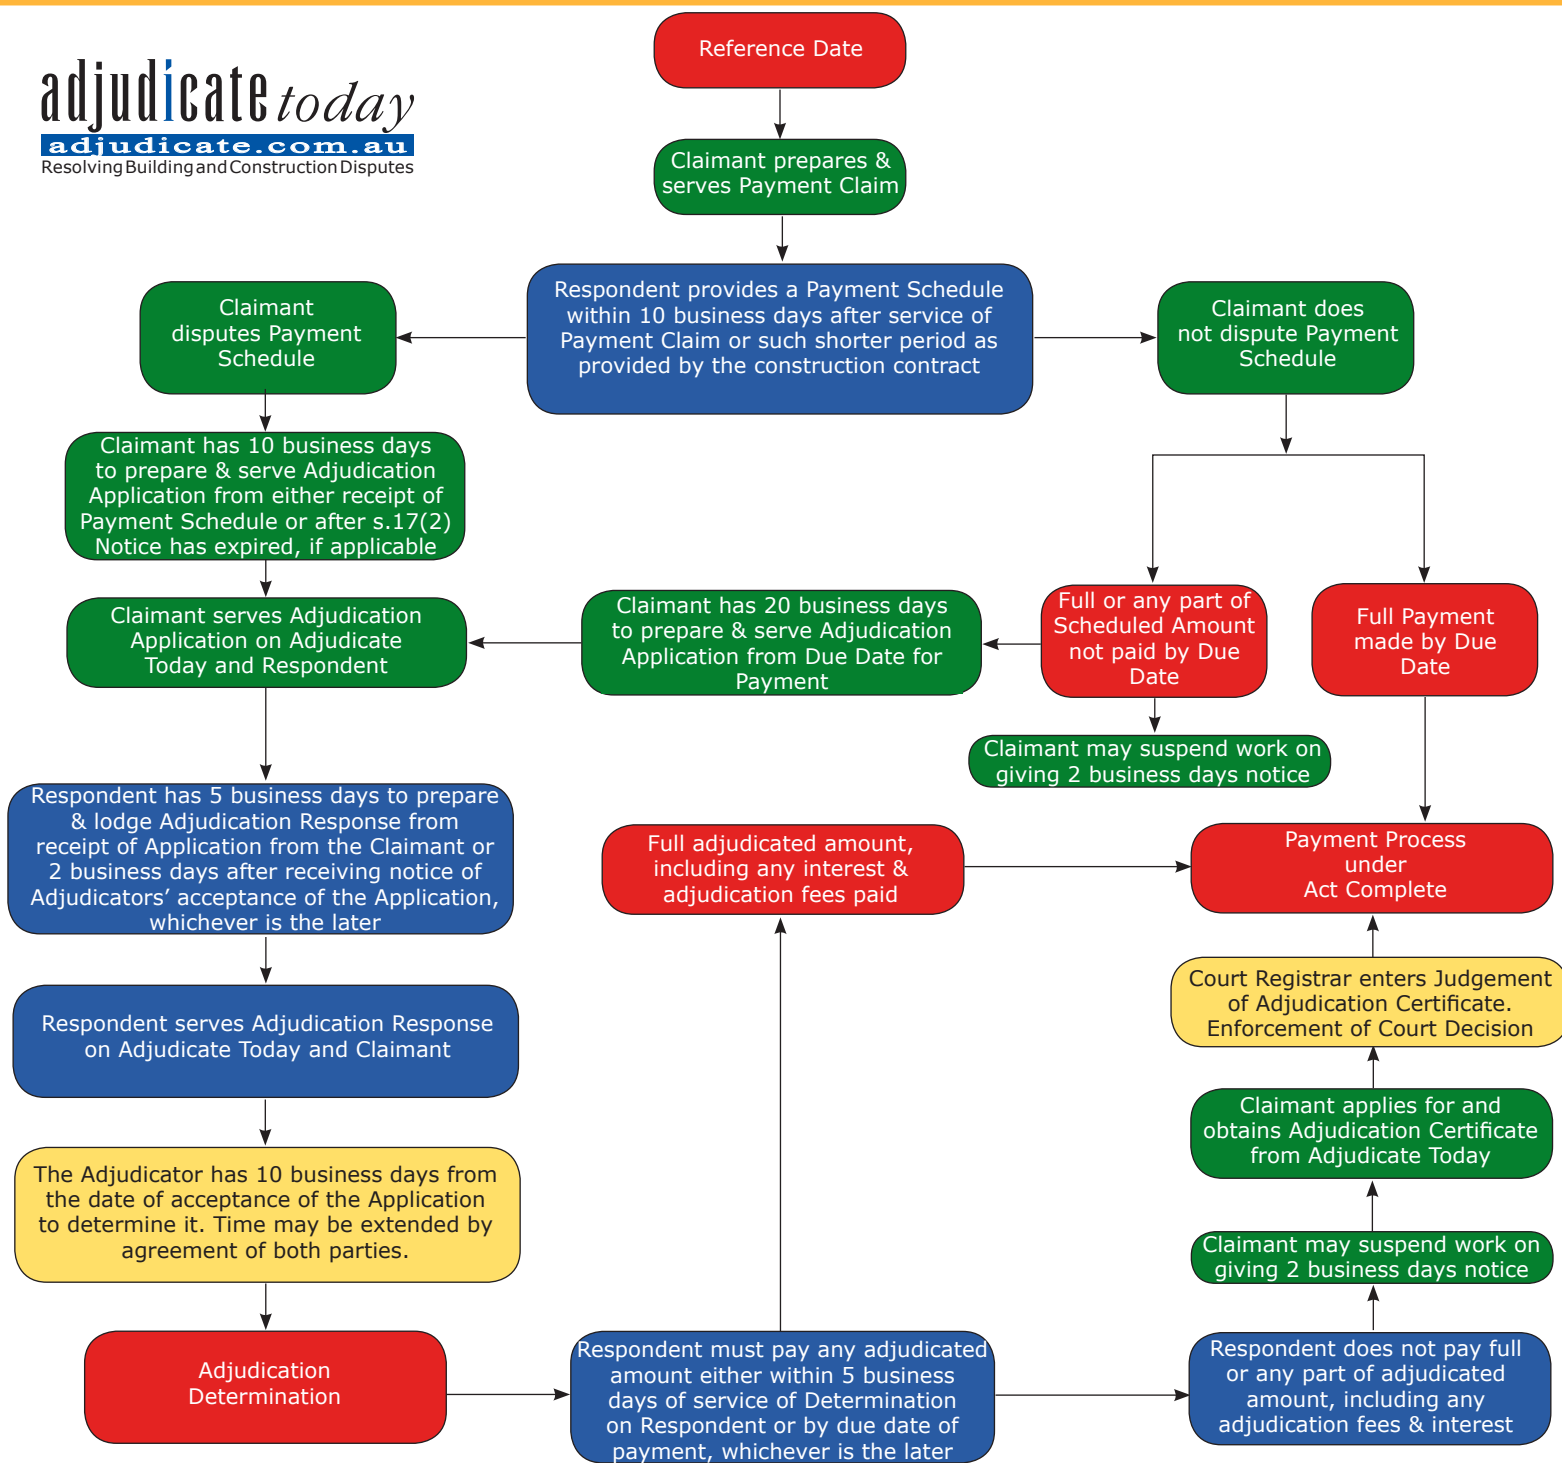 Reference Date
adjudicate today
adjudicate.com.au
Resolving Building and Construction Disputes
Claimant prepares &
serves Payment Claim
Respondent provides a Payment Schedule
within 10 business days after service of
Payment Claim or such shorter period as
provided by the construction contract
Claimant
disputes Payment
Schedule
Claimant does
not dispute Payment
Schedule
Claimant has 10 business days
to prepare & serve Adjudication
Application from either receipt of
Payment Schedule or after s.17(2)
Notice has expired, if applicable
Claimant serves Adjudication
Application on Adjudicate
Today and Respondent
Claimant has 20 business days
to prepare & serve Adjudication
Application from Due Date for
Payment
Full or any part of
Scheduled Amount
not paid by Due
Date
Full Payment
made by Due
Date
Claimant may suspend work on
giving 2 business days notice
Respondent has 5 business days to prepare
& lodge Adjudication Response from
receipt of Application from the Claimant or
2 business days after receiving notice of
Adjudicators' acceptance of the Application,
whichever is the later
Full adjudicated amount,
including any interest &
adjudication fees paid
Payment Process
under
Act Complete
Court Registrar enters Judgement
of Adjudication Certificate.
Enforcement of Court Decision
Respondent serves Adjudication Response
on Adjudicate Today and Claimant
Claimant applies for and
obtains Adjudication Certificate
from Adjudicate Today
The Adjudicator has 10 business days from
the date of acceptance of the Application
to determine it. Time may be extended by
agreement of both parties.
Claimant may suspend work on
giving 2 business days notice
Adjudication
Determination
Respondent must pay any adjudicated
amount either within 5 business
days of service of Determination
on Respondent or by due date of
payment, whichever is the later
Respondent does not pay full
or any part of adjudicated
amount, including any
adjudication fees & interest